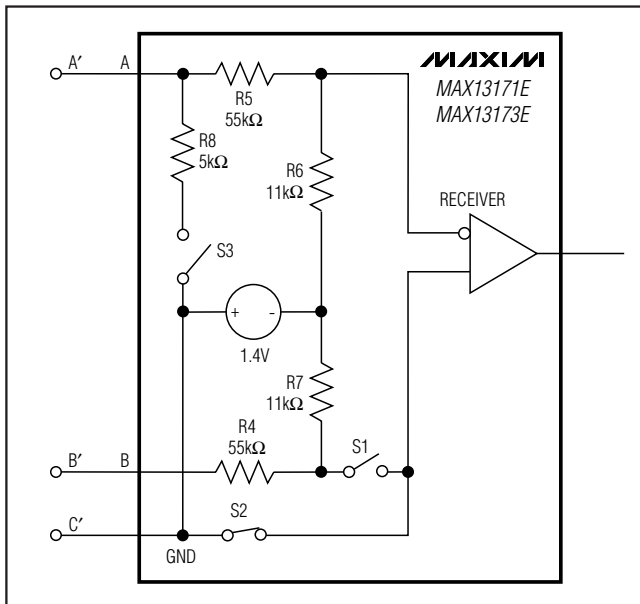 MAXIM
MAX13171E
MAX13173E
A′ A
R5
55kΩ
R8
5kΩ
R6
11kΩ
RECEIVER
S3
+ -
1.4V
R7
11kΩ
R4
55kΩ
S1
B′ B
S2
C′
GND